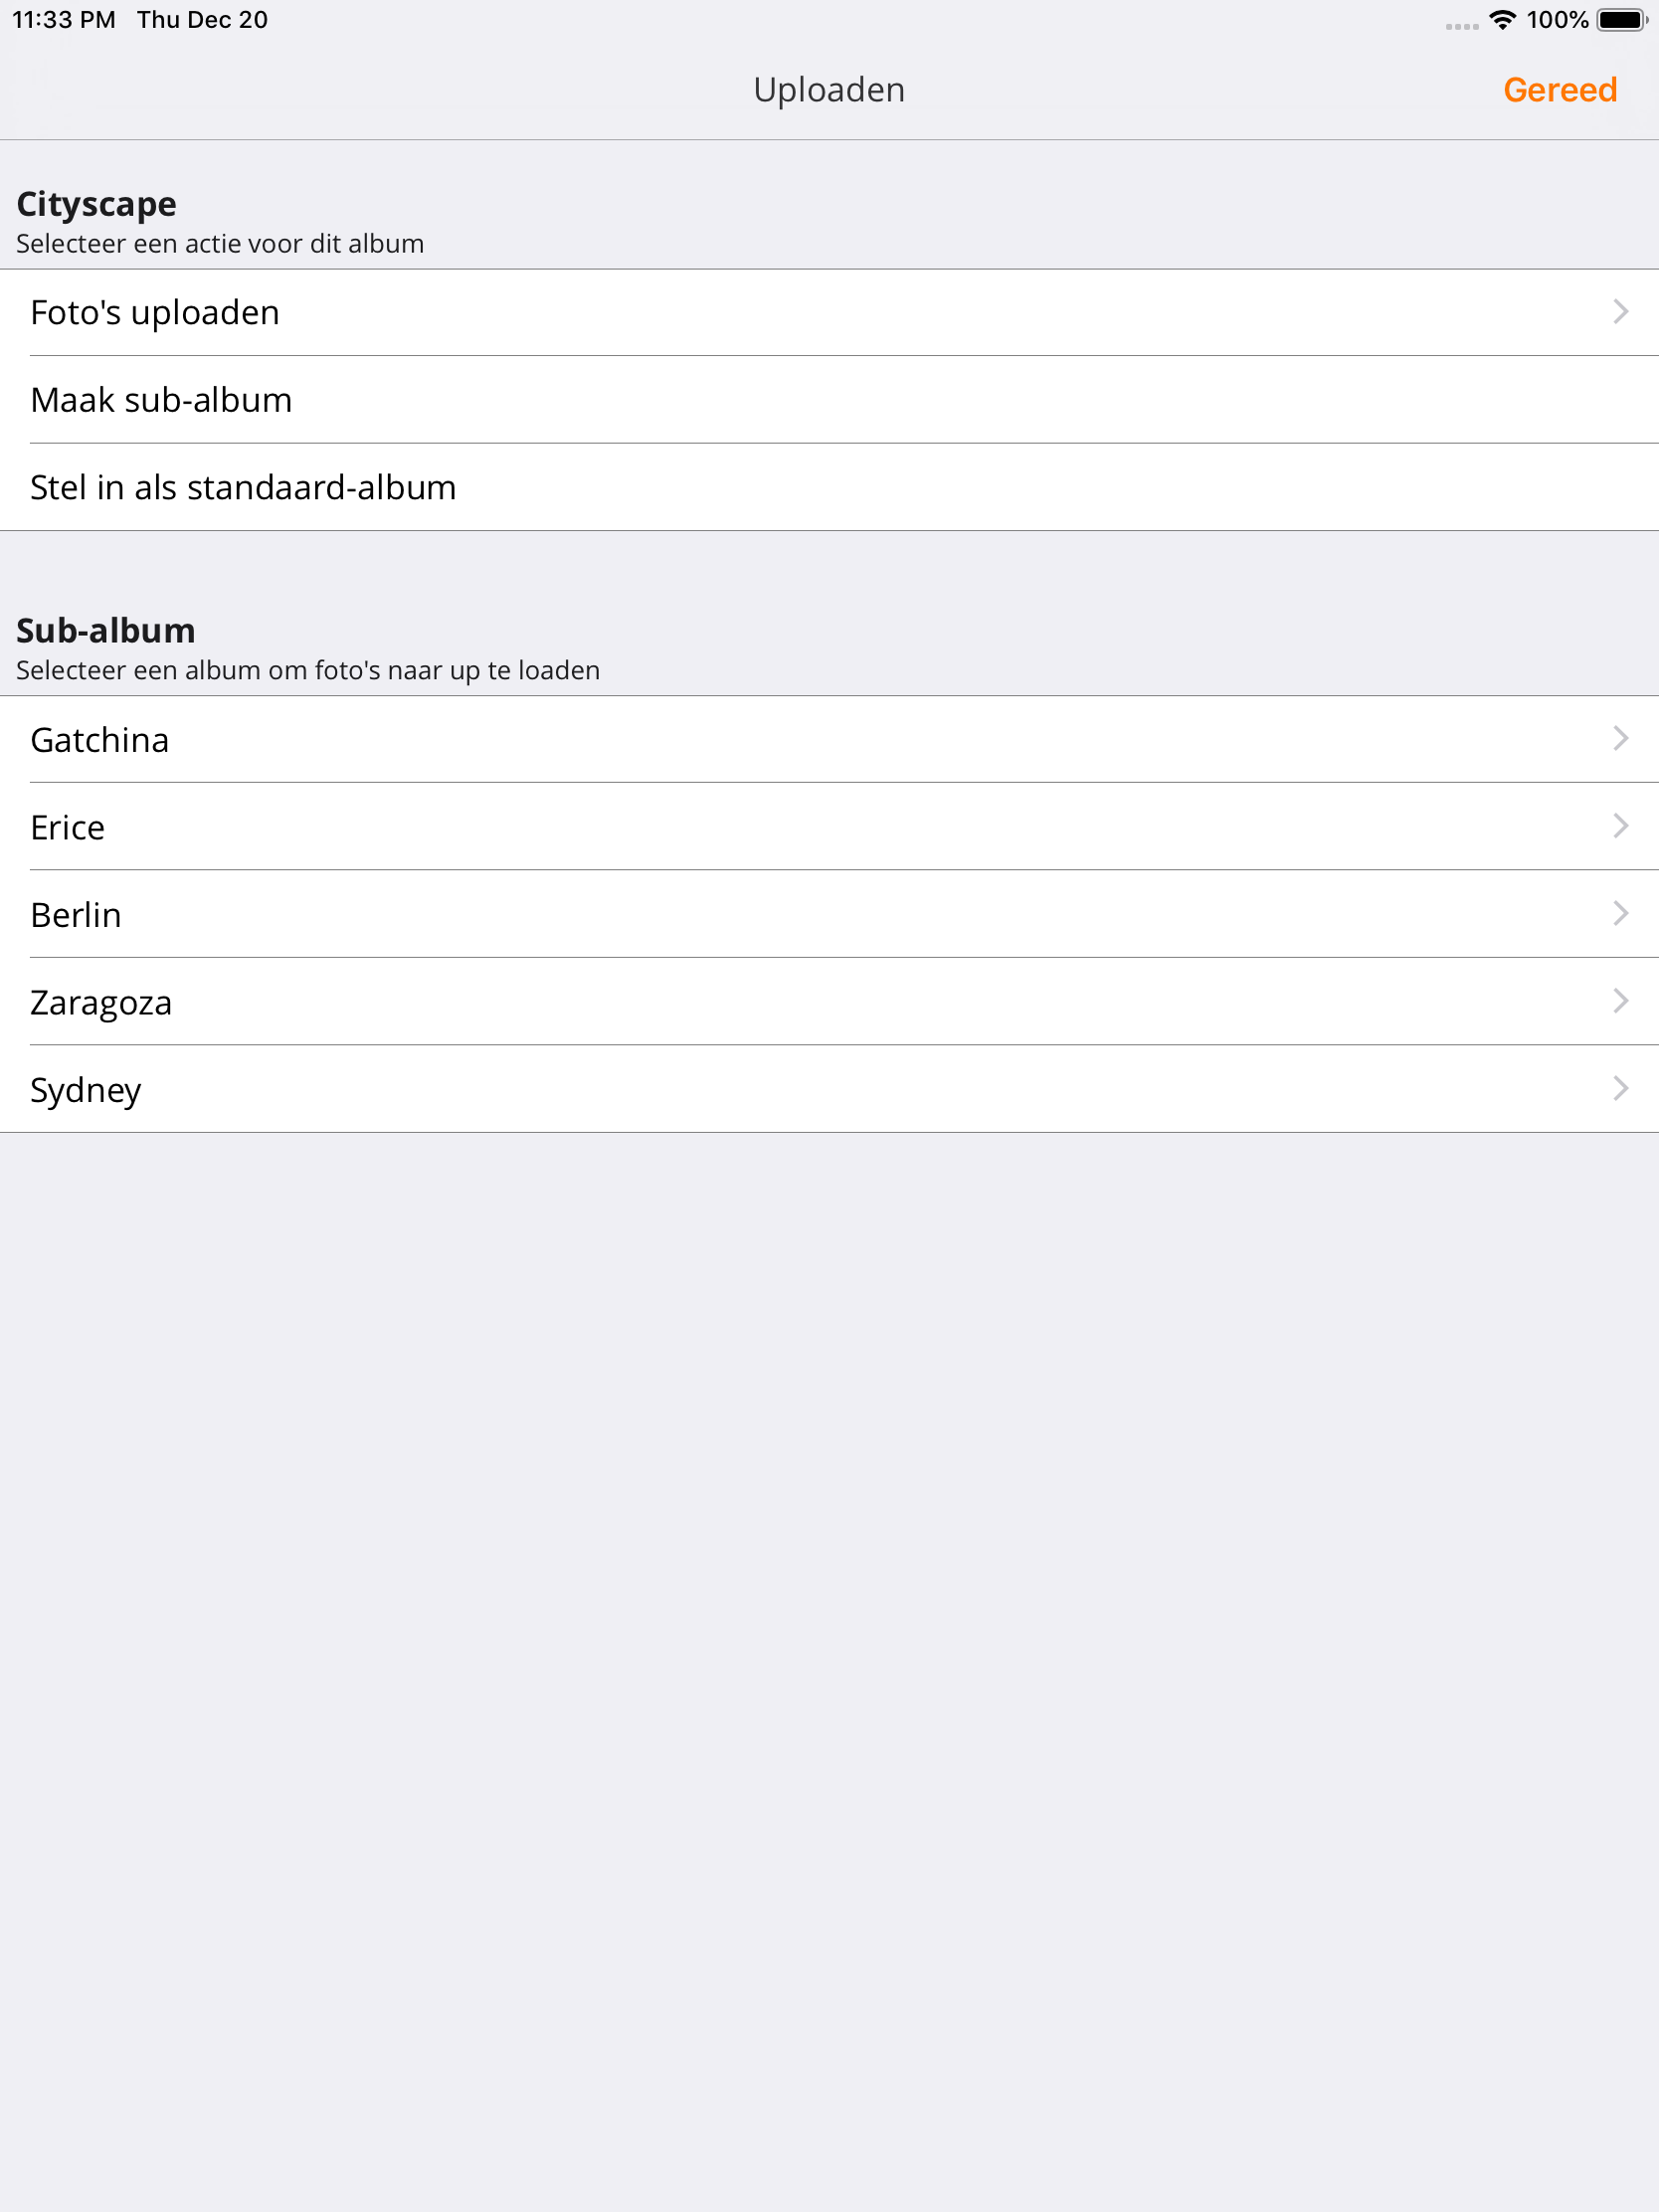 11:33 PM Thu Dec 20 100%
Uploaden Gereed
Cityscape
Selecteer een actie voor dit album
Foto's uploaden
Maak sub-album
Stel in als standaard-album
Sub-album
Selecteer een album om foto's naar up te loaden
Gatchina
Erice
Berlin
Zaragoza
Sydney